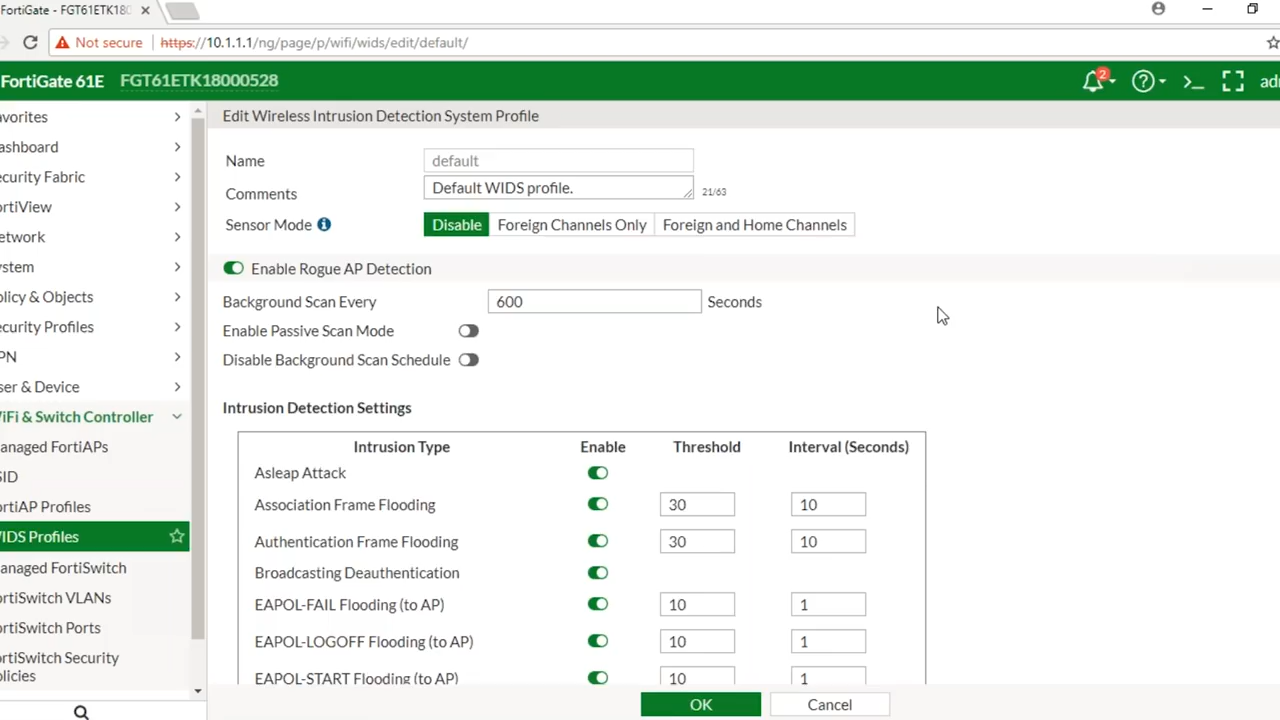 FortiGate - FGT61ETK180
Not secure https://10.1.1.1/ng/page/p/wifi/wids/edit/default/
FortiGate 61E FGT61ETK18000528 2 ? >_ adr
avorites
ashboard
ecurity Fabric
ortiView
etwork
ystem
olicy & Objects
ecurity Profiles
PN
ser & Device
iFi & Switch Controller
anaged FortiAPs
SID
ortiAP Profiles
IDS Profiles
anaged FortiSwitch
ortiSwitch VLANs
ortiSwitch Ports
ortiSwitch Security
olicies
Edit Wireless Intrusion Detection System Profile
Name default
Comments Default WIDS profile. 21/63
Sensor Mode Disable Foreign Channels Only Foreign and Home Channels
Enable Rogue AP Detection
Background Scan Every 600 Seconds
Enable Passive Scan Mode
Disable Background Scan Schedule
Intrusion Detection Settings
Intrusion Type Enable Threshold Interval (Seconds)
Asleap Attack
Association Frame Flooding 30 10
Authentication Frame Flooding 30 10
Broadcasting Deauthentication
EAPOL-FAIL Flooding (to AP) 10 1
EAPOL-LOGOFF Flooding (to AP) 10 1
EAPOL-START Flooding (to AP) 10 1
OK Cancel